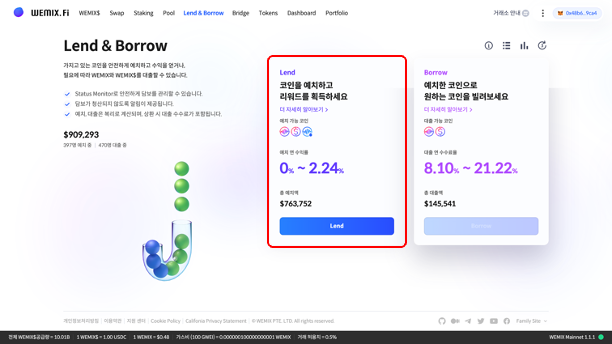 WEMIX.Fi
WEMIX$ Swap Staking Pool Lend & Borrow Bridge Tokens Dashboard Portfolio
거래소 안내
0x48b6...9ca4
Lend & Borrow
가지고 있는 코인을 안전하게 예치하고 수익을 얻거나,
필요에 따라 WEMIX와 WEMIX$를 대출할 수 있습니다.
Status Monitor로 안전하게 담보를 관리할 수 있습니다.
담보가 청산되지 않도록 알림이 제공됩니다.
예치, 대출은 복리로 계산되며, 상환 시 대출 수수료가 포함됩니다.
$909,293
397명 예치 중 | 470명 대출 중
Lend
코인을 예치하고
리워드를 획득하세요
더 자세히 알아보기 >
예치 가능 코인
예치 연 수익률
0% ~ 2.24%
총 예치액
$763,752
Lend
Borrow
예치한 코인으로
원하는 코인을 빌려보세요
더 자세히 알아보기 >
대출 가능 코인
대출 연 수수료율
8.10% ~ 21.22%
총 대출액
$145,541
Borrow
개인정보처리방침 | 이용약관 | 지원 센터 | Cookie Policy | California Privacy Statement | © WEMIX PTE. LTD. All rights reserved.
Family Site
전체 WEMIX$공급량 = 10.01B 1 WEMIX$ = 1.00 USDC 1 WEMIX = $0.48 가스비 (100 GWEI) = 0.000000100000000001 WEMIX 거래 허용치 = 0.5%
WEMIX Mainnet 1.1.1